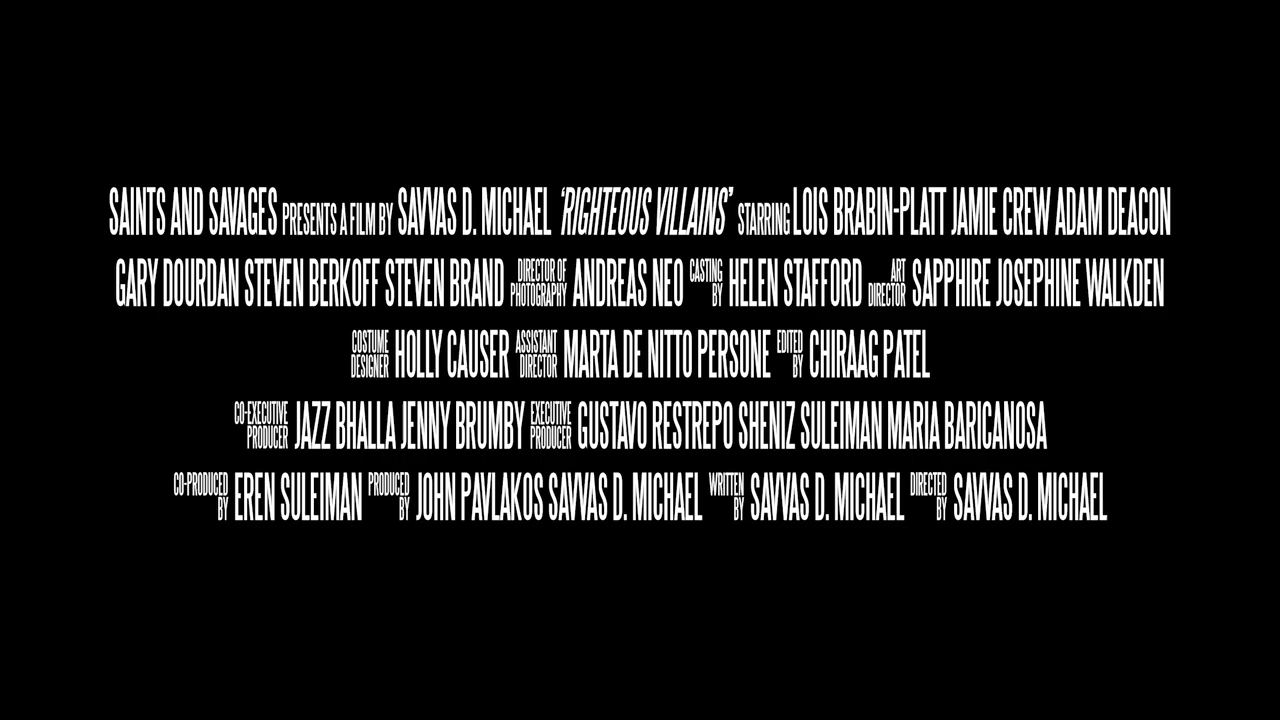 SAINTS AND SAVAGES PRESENTS A FILM BY SAVVAS D. MICHAEL ‘RIGHTEOUS VILLAINS’ STARRING LOIS BRABIN-PLATT JAMIE CREW ADAM DEACON
GARY DOURDAN STEVEN BERKOFF STEVEN BRAND DIRECTOR OF PHOTOGRAPHY ANDREAS NEO CASTING BY HELEN STAFFORD ART DIRECTOR SAPPHIRE JOSEPHINE WALKDEN
COSTUME DESIGNER HOLLY CAUSER ASSISTANT DIRECTOR MARTA DE NITTO PERSONE EDITED BY CHIRAAG PATEL
CO-EXECUTIVE PRODUCER JAZZ BHALLA JENNY BRUMBY EXECUTIVE PRODUCER GUSTAVO RESTREPO SHENIZ SULEIMAN MARIA BARICANOSA
CO-PRODUCED BY EREN SULEIMAN PRODUCED BY JOHN PAVLAKOS SAVVAS D. MICHAEL WRITTEN BY SAVVAS D. MICHAEL DIRECTED BY SAVVAS D. MICHAEL